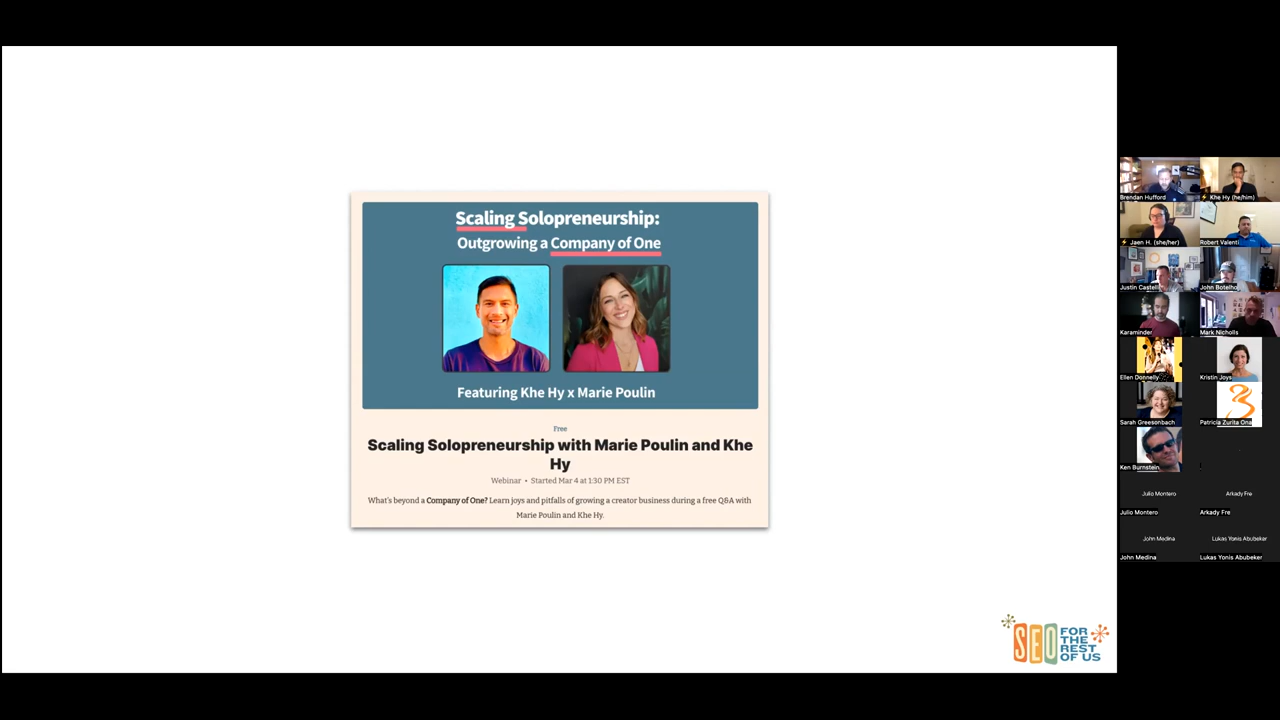 Scaling Solopreneurship:
Outgrowing a Company of One
Featuring Khe Hy x Marie Poulin
Free
Scaling Solopreneurship with Marie Poulin and Khe
Hy
Webinar • Started Mar 4 at 1:30 PM EST
What's beyond a Company of One? Learn joys and pitfalls of growing a creator business during a free Q&A with
Marie Poulin and Khe Hy.
SEO FOR
THE
REST
OF US
Brendan Hufford
Khe Hy (he/him)
Jaen H. (she/her)
Robert Valenti
Justin Castelli
John Botelho
Karaminder
Mark Nicholls
Ellen Donnelly
Kristin Joys
Sarah Greesonbach
Patricia Zurita Ona
Ken Burnstein
Julio Montero
Arkady Fre
Julio Montero
Arkady Fre
John Medina
Lukas Yonis Abubeker
John Medina
Lukas Yonis Abubeker